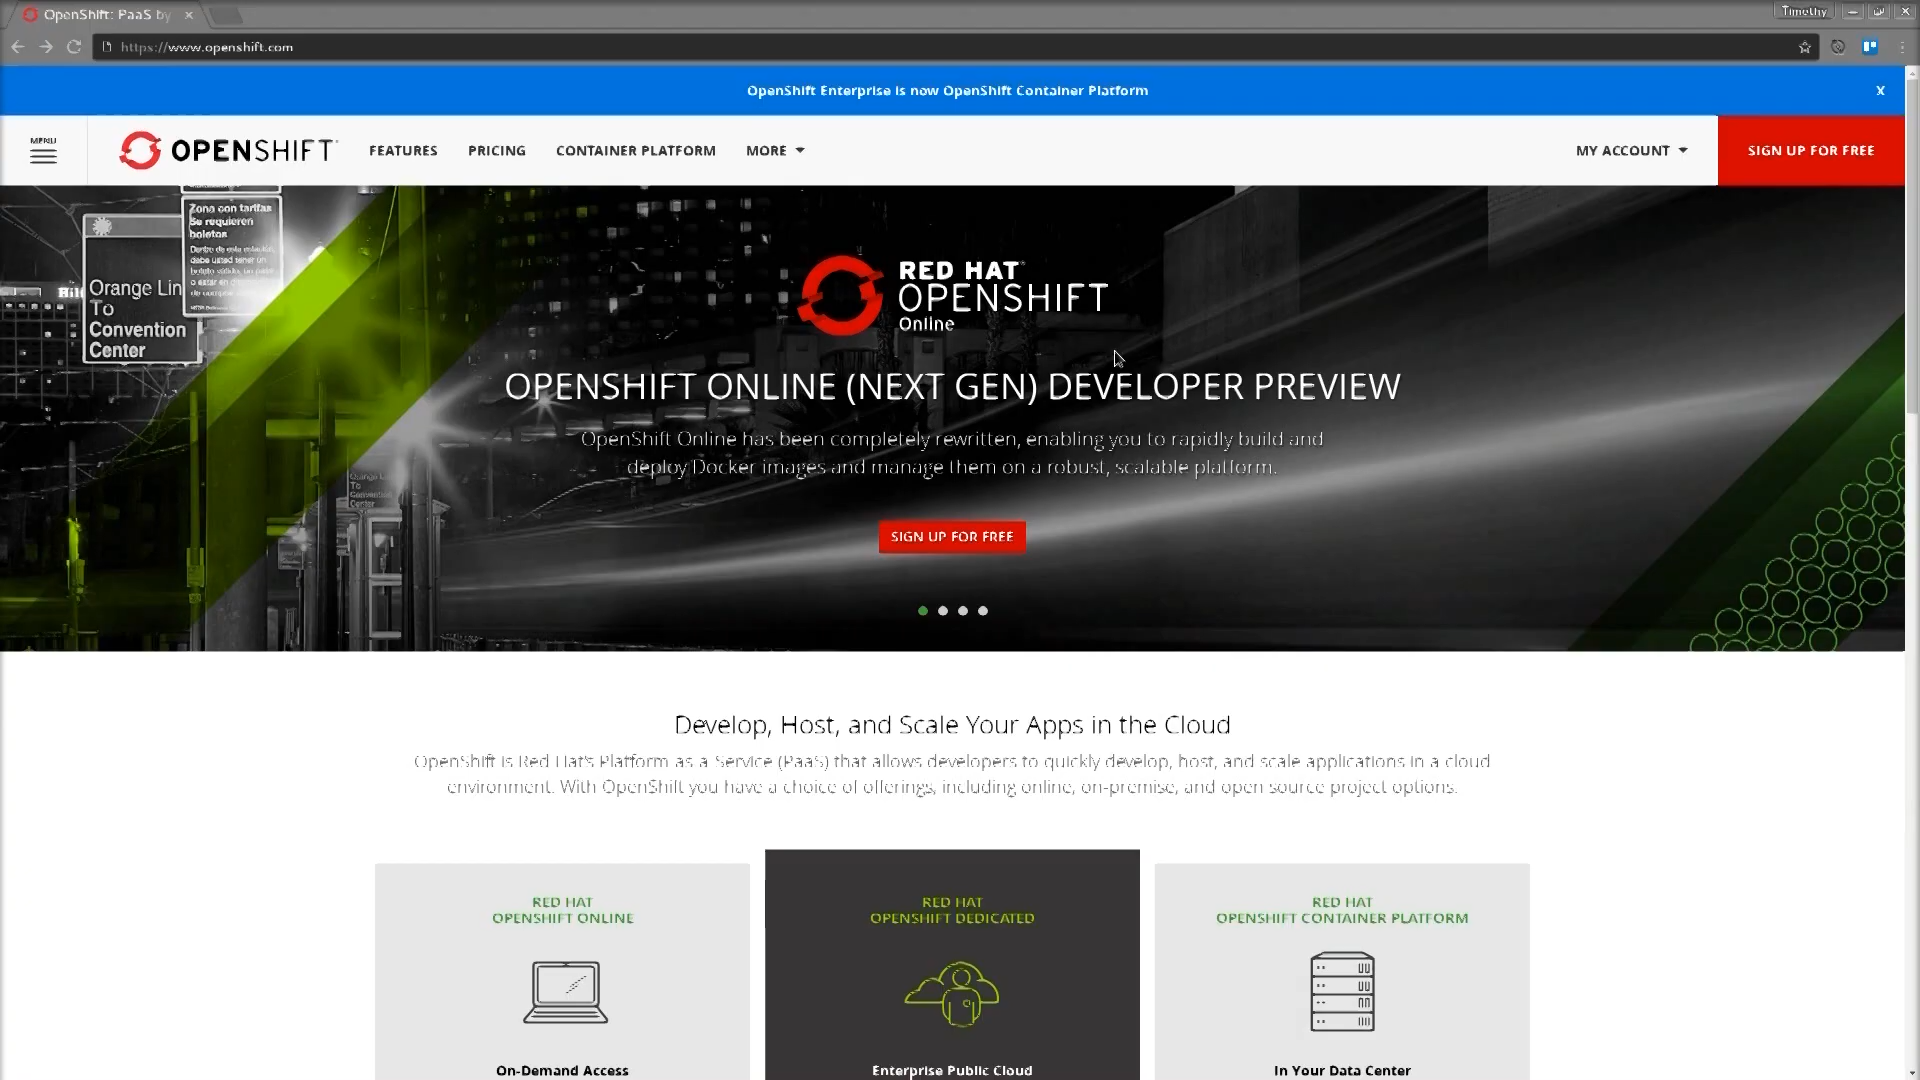 OpenShift: PaaS by
Timothy
https://www.openshift.com
OpenShift Enterprise is now OpenShift Container Platform
X
MENU
OPENSHIFT
FEATURES
PRICING
CONTAINER PLATFORM
MORE
MY ACCOUNT
SIGN UP FOR FREE
Zona con tarifas
Se requieren
boletos
Orange Lin
To
Convention
Center
RED HAT
OPENSHIFT
Online
OPENSHIFT ONLINE (NEXT GEN) DEVELOPER PREVIEW
OpenShift Online has been completely rewritten, enabling you to rapidly build and
deploy Docker images and manage them on a robust, scalable platform.
SIGN UP FOR FREE
Develop, Host, and Scale Your Apps in the Cloud
OpenShift is Red Hat's Platform as a Service (PaaS) that allows developers to quickly develop, host, and scale applications in a cloud
environment. With OpenShift you have a choice of offerings, including online, on-premise, and open source project options.
RED HAT
OPENSHIFT ONLINE
On-Demand Access
RED HAT
OPENSHIFT DEDICATED
Enterprise Public Cloud
RED HAT
OPENSHIFT CONTAINER PLATFORM
In Your Data Center